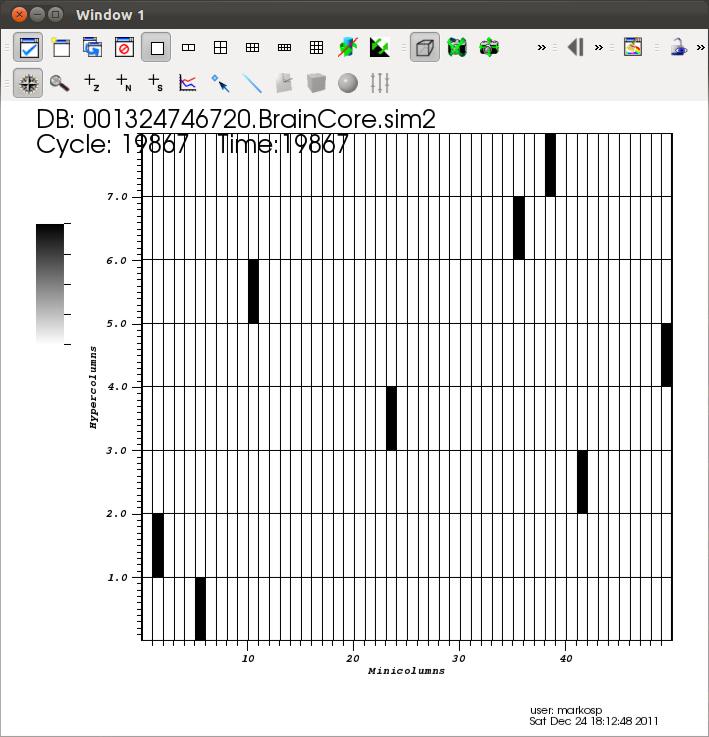 Window 1
Z
N
S
DB: 001324746720.BrainCore.sim2
Cycle: 19867 Time:19867
7.0
6.0
5.0
4.0
3.0
2.0
1.0
Hypercolumns
10 20 30 40
Minicolumns
user: markosp
Sat Dec 24 18:12:48 2011